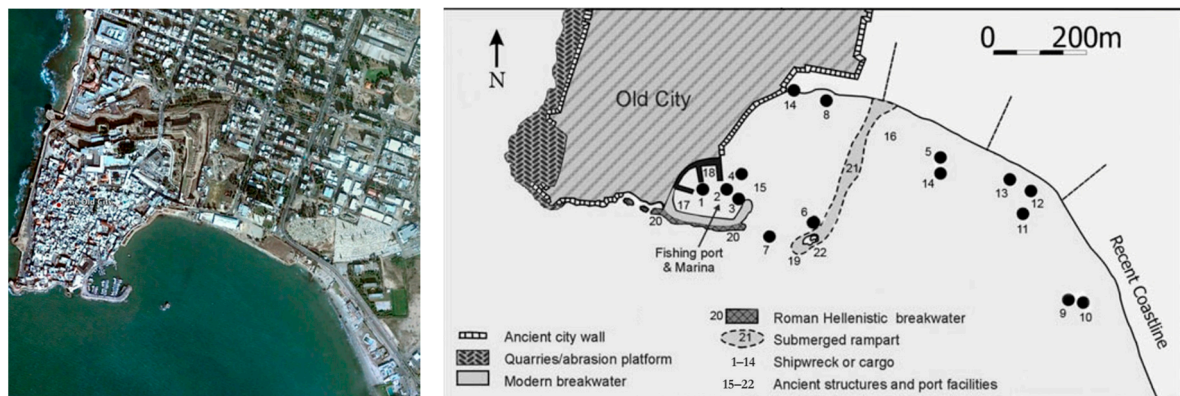 The Old City
N
0 200m
Old City
14
8
16
5
21
14
4
18
15
13
12
1
2
3
17
11
6
20
20
7
Fishing port
& Marina
19
22
Recent Coastline
9
10
Ancient city wall
Quarries/abrasion platform
Modern breakwater
20 Roman Hellenistic breakwater
21 Submerged rampart
1–14 Shipwreck or cargo
15–22 Ancient structures and port facilities